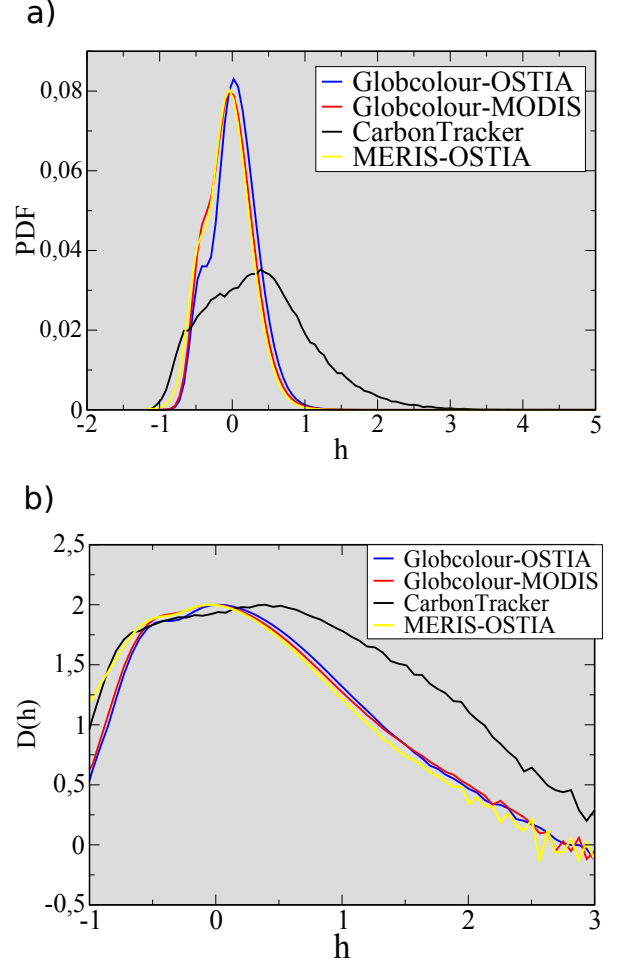 a)
0,08
0,06
0,04
0,02
0
PDF
Globcolour-OSTIA
Globcolour-MODIS
CarbonTracker
MERIS-OSTIA
-2 -1 0 1 2 3 4 5
h
b)
2,5
2
1,5
1
0,5
0
-0,5
D(h)
Globcolour-OSTIA
Globcolour-MODIS
CarbonTracker
MERIS-OSTIA
-1 0 1 2 3
h